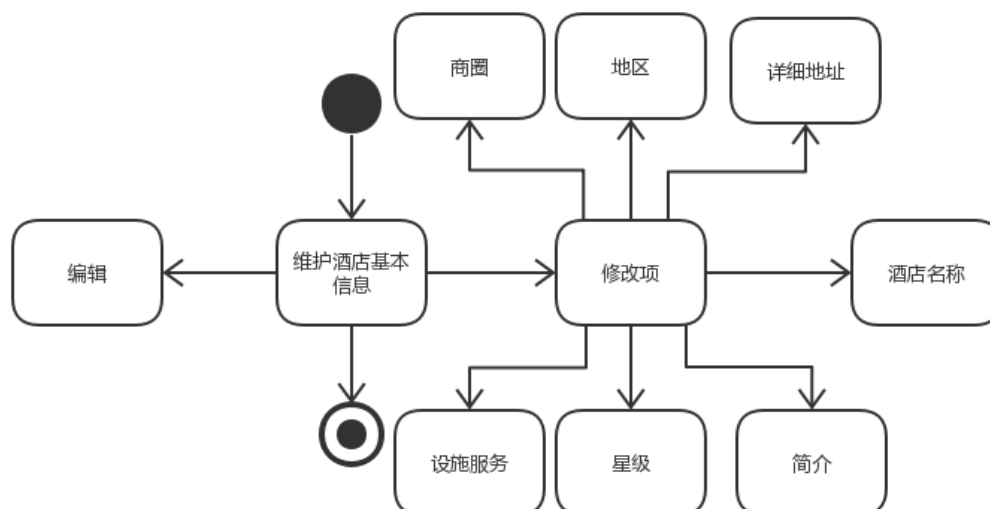 商圈
地区
详细地址
编辑
维护酒店基本
信息
修改项
酒店名称
设施服务
星级
简介